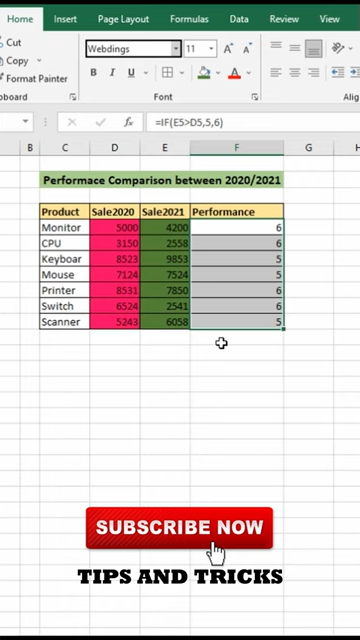 Home Insert Page Layout Formulas Data Review View
Cut
Copy
Format Painter
Webdings 11 A A
B I U A
pboard Font Alig
fx =IF(E5>D5,5,6)
B C D E F G H
Performace Comparison between 2020/2021
Product Sale2020 Sale2021 Performance
Monitor 5000 4200 6
CPU 3150 2558 6
Keyboar 8523 9853 5
Mouse 7124 7524 5
Printer 8531 7850 6
Switch 6524 2541 6
Scanner 5243 6058 5
SUBSCRIBE NOW
TIPS AND TRICKS